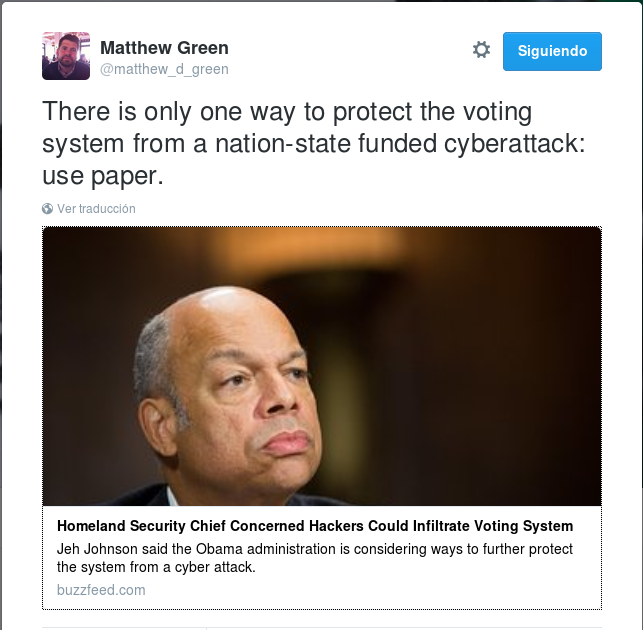 Matthew Green
@matthew_d_green
Siguiendo
There is only one way to protect the voting
system from a nation-state funded cyberattack:
use paper.
Ver traducción
Homeland Security Chief Concerned Hackers Could Infiltrate Voting System
Jeh Johnson said the Obama administration is considering ways to further protect
the system from a cyber attack.
buzzfeed.com